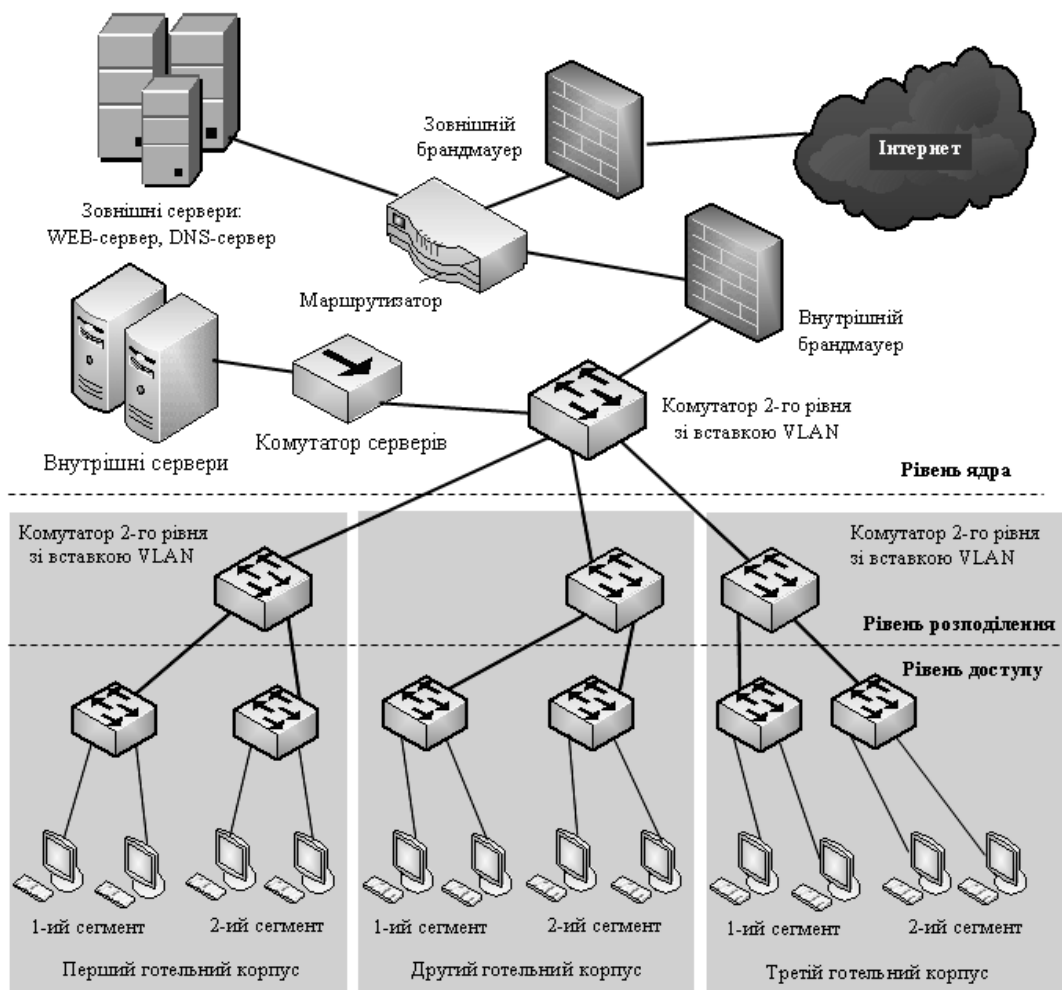 Зовнішній
брандмауер
Інтернет
Зовнішні сервери:
WEB-сервер, DNS-сервер
Маршрутизатор
Внутрішній
брандмауер
Комутатор 2-го рівня
зі вставкою VLAN
Комутатор серверів
Внутрішні сервери
Рівень ядра
Комутатор 2-го рівня
зі вставкою VLAN
Комутатор 2-го рівня
зі вставкою VLAN
Рівень розподілення
Рівень доступу
1-ий сегмент
2-ий сегмент
1-ий сегмент
2-ий сегмент
1-ий сегмент
2-ий сегмент
Перший готельний корпус
Другий готельний корпус
Третій готельний корпус